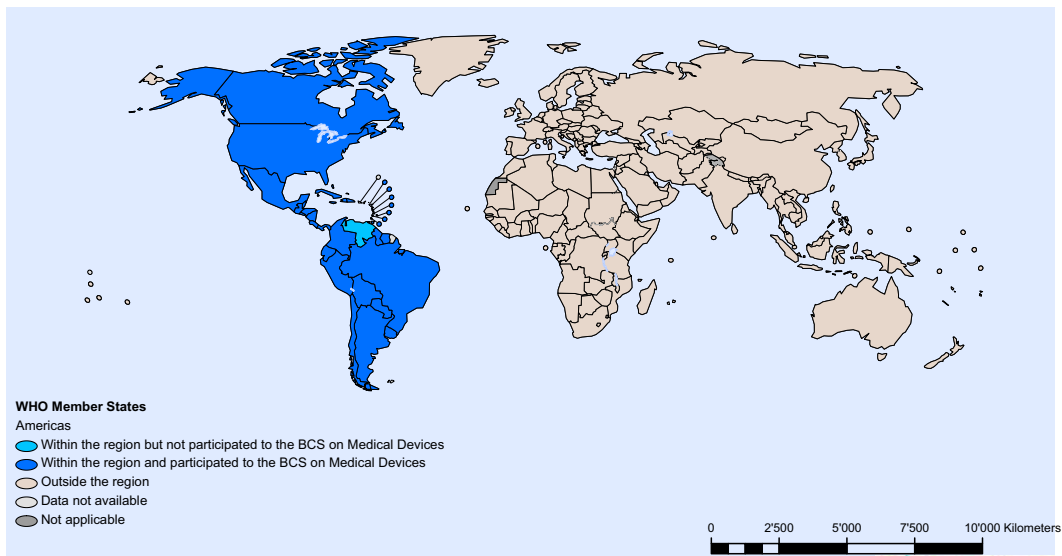 WHO Member States
Americas
Within the region but not participated to the BCS on Medical Devices
Within the region and participated to the BCS on Medical Devices
Outside the region
Data not available
Not applicable
0 2'500 5'000 7'500 10'000 Kilometers